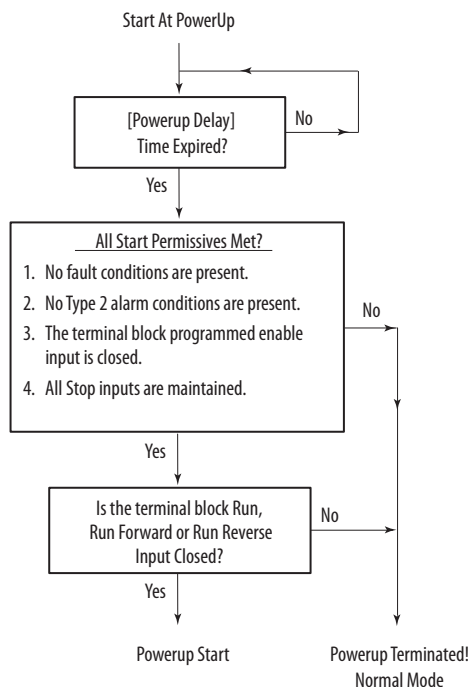 Start At PowerUp
[Powerup Delay]
Time Expired?
No
Yes
All Start Permissives Met?
1. No fault conditions are present.
2. No Type 2 alarm conditions are present.
3. The terminal block programmed enable
input is closed.
4. All Stop inputs are maintained.
No
Yes
Is the terminal block Run,
Run Forward or Run Reverse
Input Closed?
No
Yes
Powerup Start
Powerup Terminated!
Normal Mode